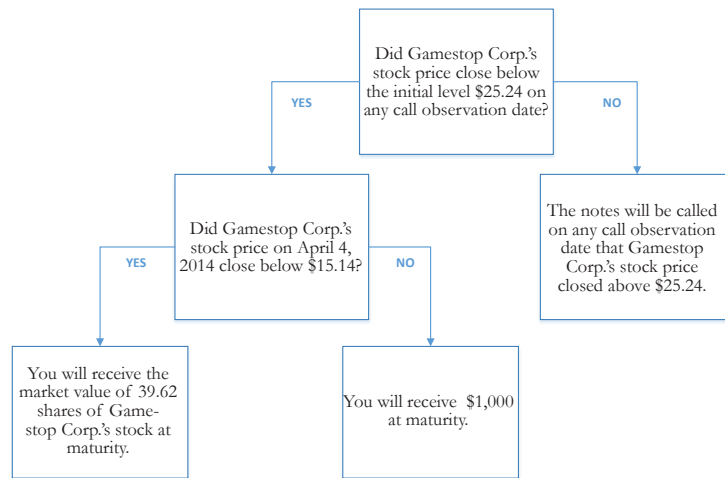 Did Gamestop Corp.'s
stock price close below
the initial level $25.24 on
any call observation date?
YES
NO
Did Gamestop Corp.'s
stock price on April 4,
2014 close below $15.14?
The notes will be called
on any call observation
date that Gamestop
Corp.'s stock price
closed above $25.24.
YES
NO
You will receive the
market value of 39.62
shares of Game-
stop Corp.'s stock at
maturity.
You will receive $1,000
at maturity.